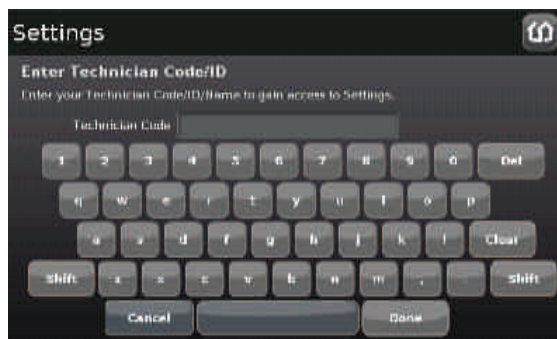 Settings
Enter Technician Code/ID
Enter your Technician Code/ID/Name to gain access to Settings.
Technician Code
1 2 3 4 5 6 7 8 9 0 Del
q w e r t y u i o p
a s d f g h j k l Clear
Shift z x c v b n m , Shift
Cancel Done